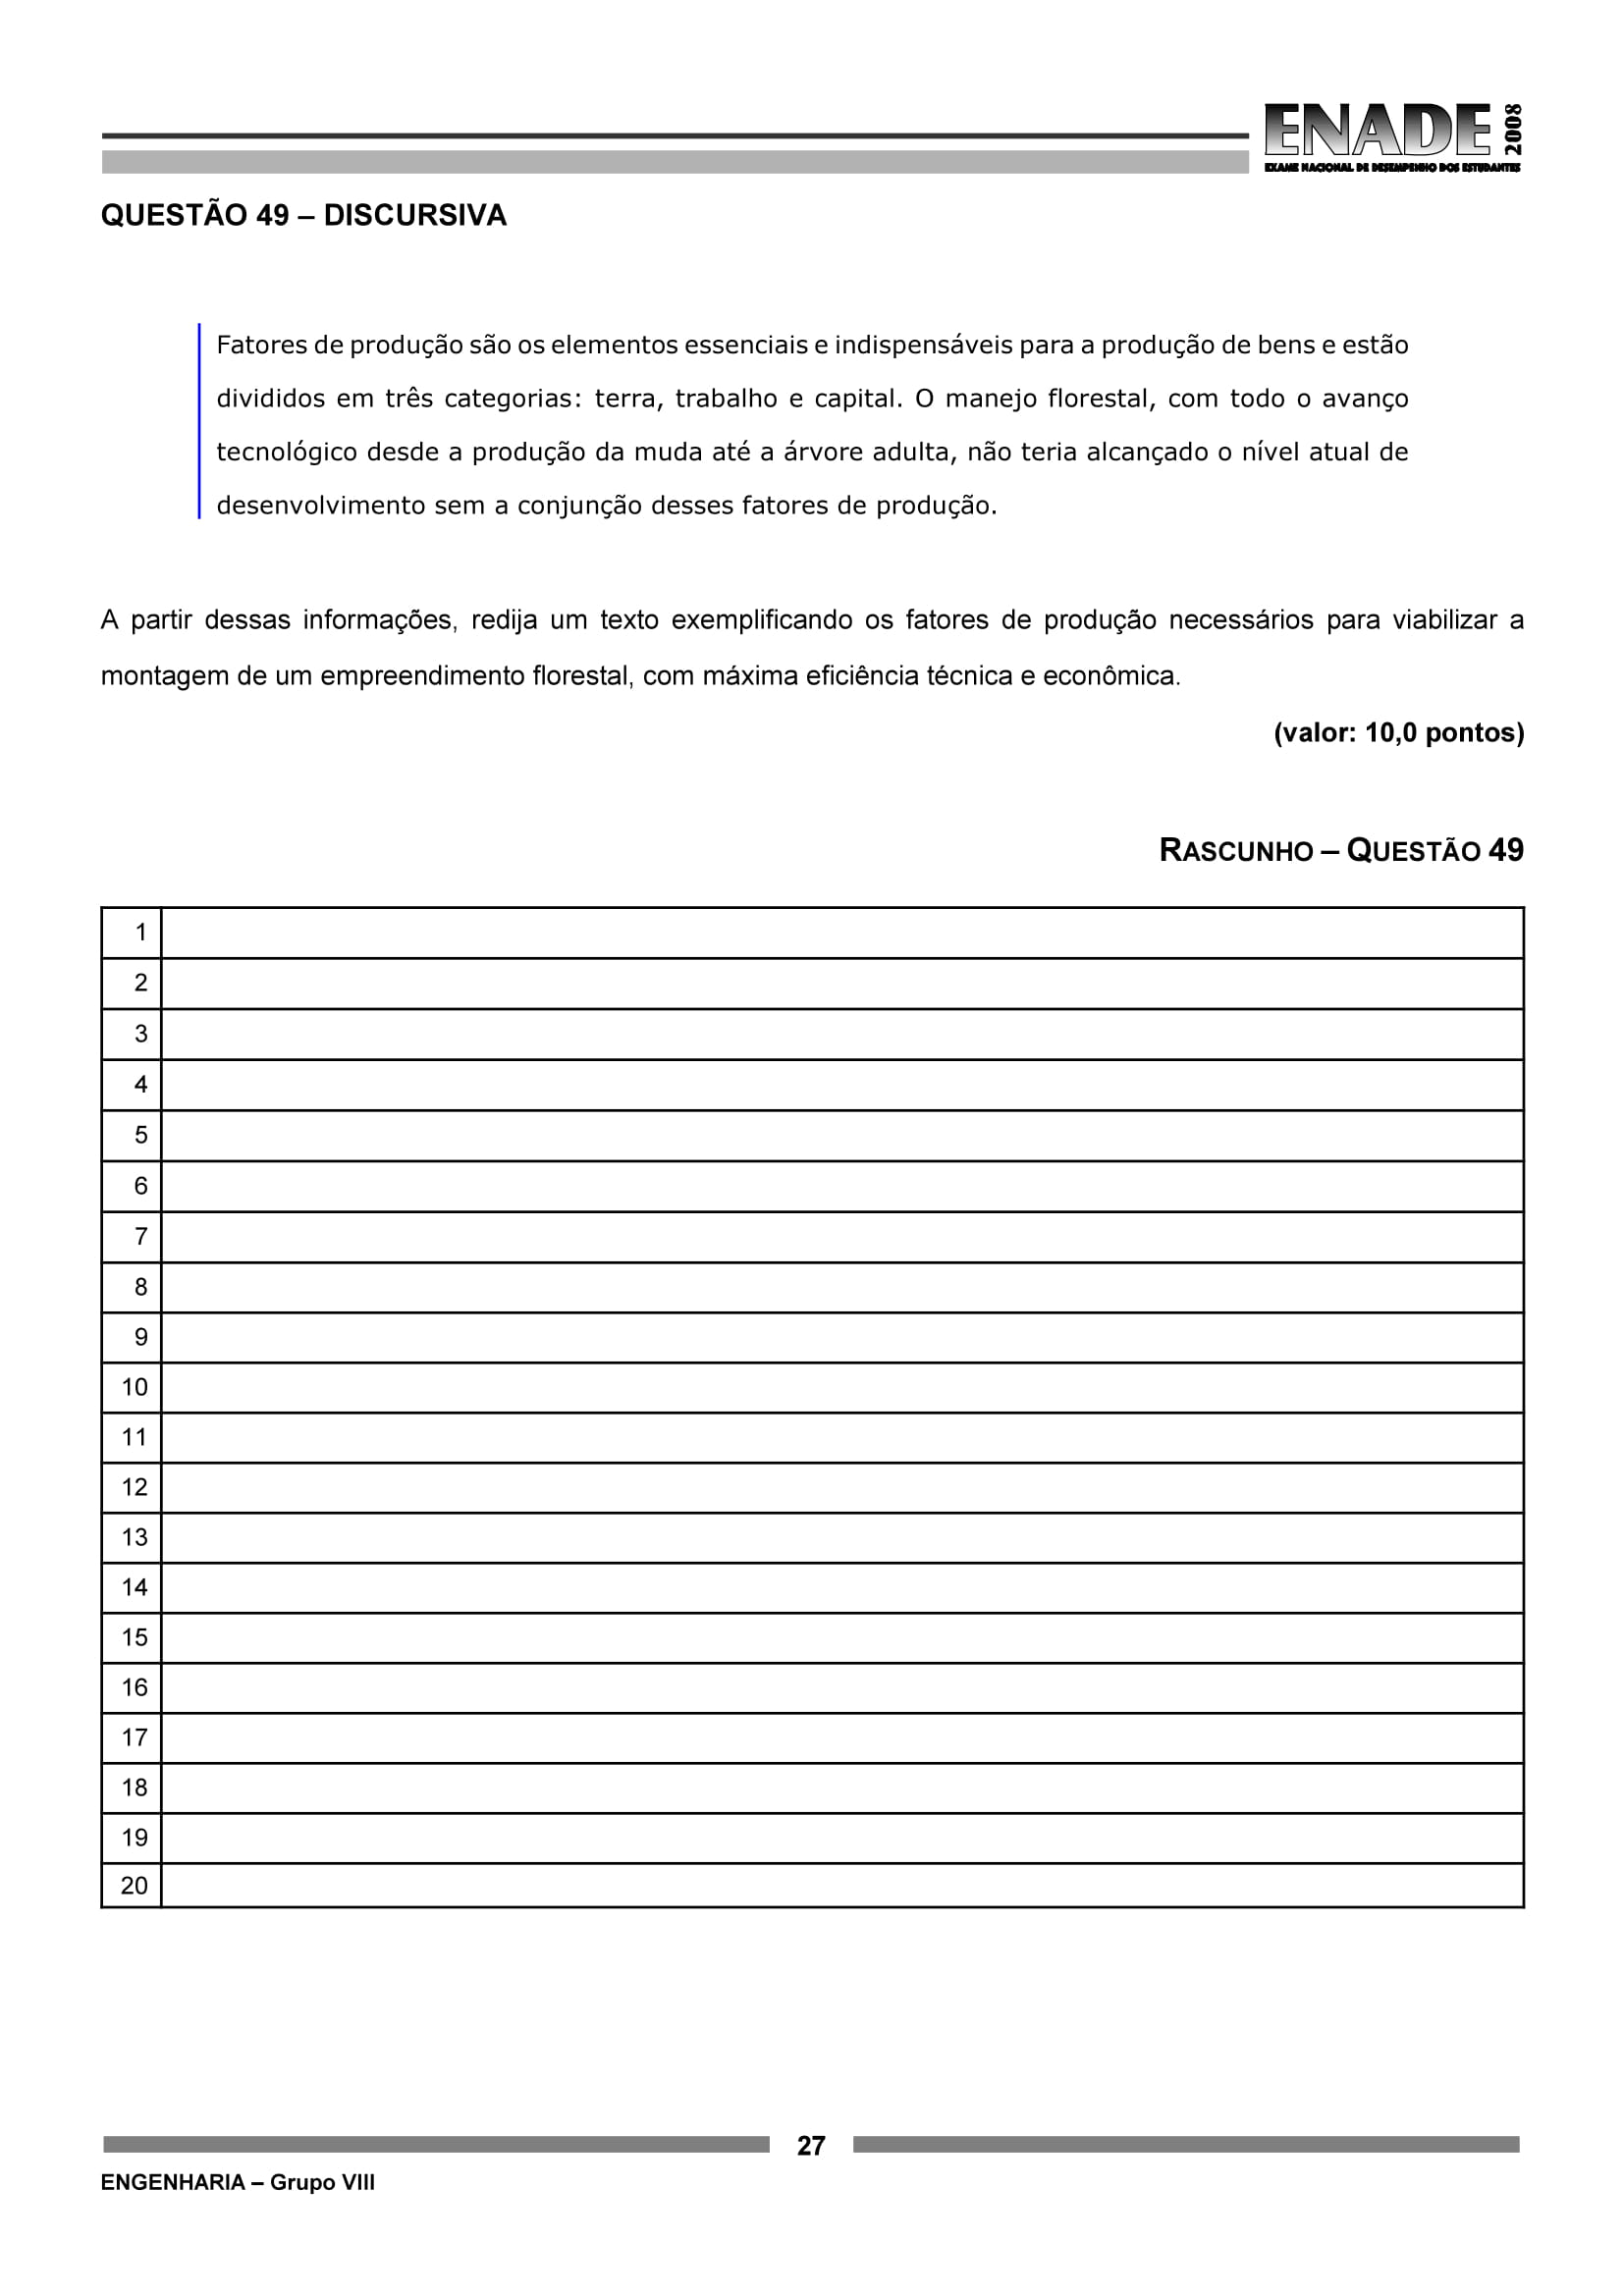 ENADE 2008
EXAME NACIONAL DE DESEMPENHO DOS ESTUDANTES
QUESTÃO 49 – DISCURSIVA
Fatores de produção são os elementos essenciais e indispensáveis para a produção de bens e estão
divididos em três categorias: terra, trabalho e capital. O manejo florestal, com todo o avanço
tecnológico desde a produção da muda até a árvore adulta, não teria alcançado o nível atual de
desenvolvimento sem a conjunção desses fatores de produção.
A partir dessas informações, redija um texto exemplificando os fatores de produção necessários para viabilizar a
montagem de um empreendimento florestal, com máxima eficiência técnica e econômica.
(valor: 10,0 pontos)
RASCUNHO – QUESTÃO 49
1
2
3
4
5
6
7
8
9
10
11
12
13
14
15
16
17
18
19
20
27
ENGENHARIA – Grupo VIII